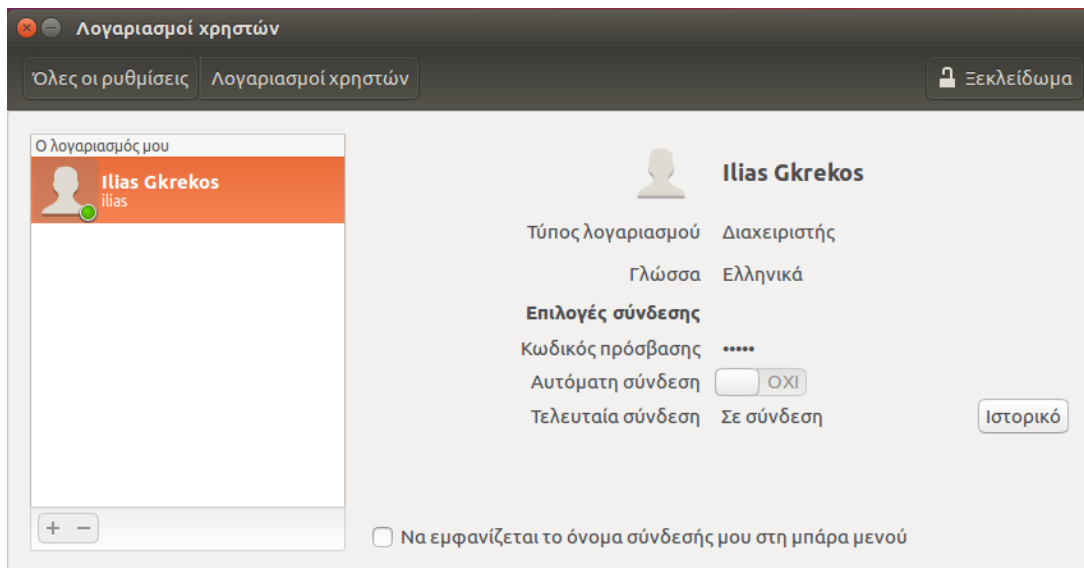 Λογαριασμοί χρηστών
Όλες οι ρυθμίσεις Λογαριασμοί χρηστών Ξεκλείδωμα
Ο λογαριασμός μου
Ilias Gkrekos
ilias
Ilias Gkrekos
Τύπος λογαριασμού Διαχειριστής
Γλώσσα Ελληνικά
Επιλογές σύνδεσης
Κωδικός πρόσβασης •••••
Αυτόματη σύνδεση ΟΧΙ
Τελευταία σύνδεση Σε σύνδεση Ιστορικό
+ −
Να εμφανίζεται το όνομα σύνδεσής μου στη μπάρα μενού